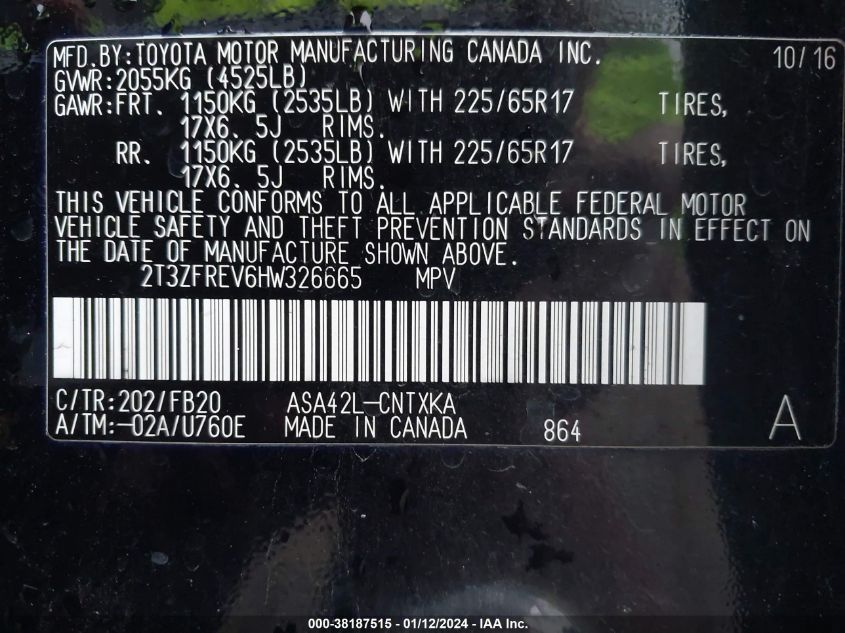 MFD.BY:TOYOTA MOTOR MANUFACTURING CANADA INC. 10/16
GVWR:2055KG (4525LB)
GAWR:FRT. 1150KG (2535LB) WITH 225/65R17 TIRES,
17X6. 5J RIMS.
RR. 1150KG (2535LB) WITH 225/65R17 TIRES,
17X6. 5J RIMS.
THIS VEHICLE CONFORMS TO ALL APPLICABLE FEDERAL MOTOR
VEHICLE SAFETY AND THEFT PREVENTION STANDARDS IN EFFECT ON
THE DATE OF MANUFACTURE SHOWN ABOVE.
2T3ZFREV6HW326665 MPV
C/TR:202/FB20 ASA42L-CNTXKA
A/TM:-02A/U760E MADE IN CANADA 864 A
000-38187515 - 01/12/2024 - IAA Inc.